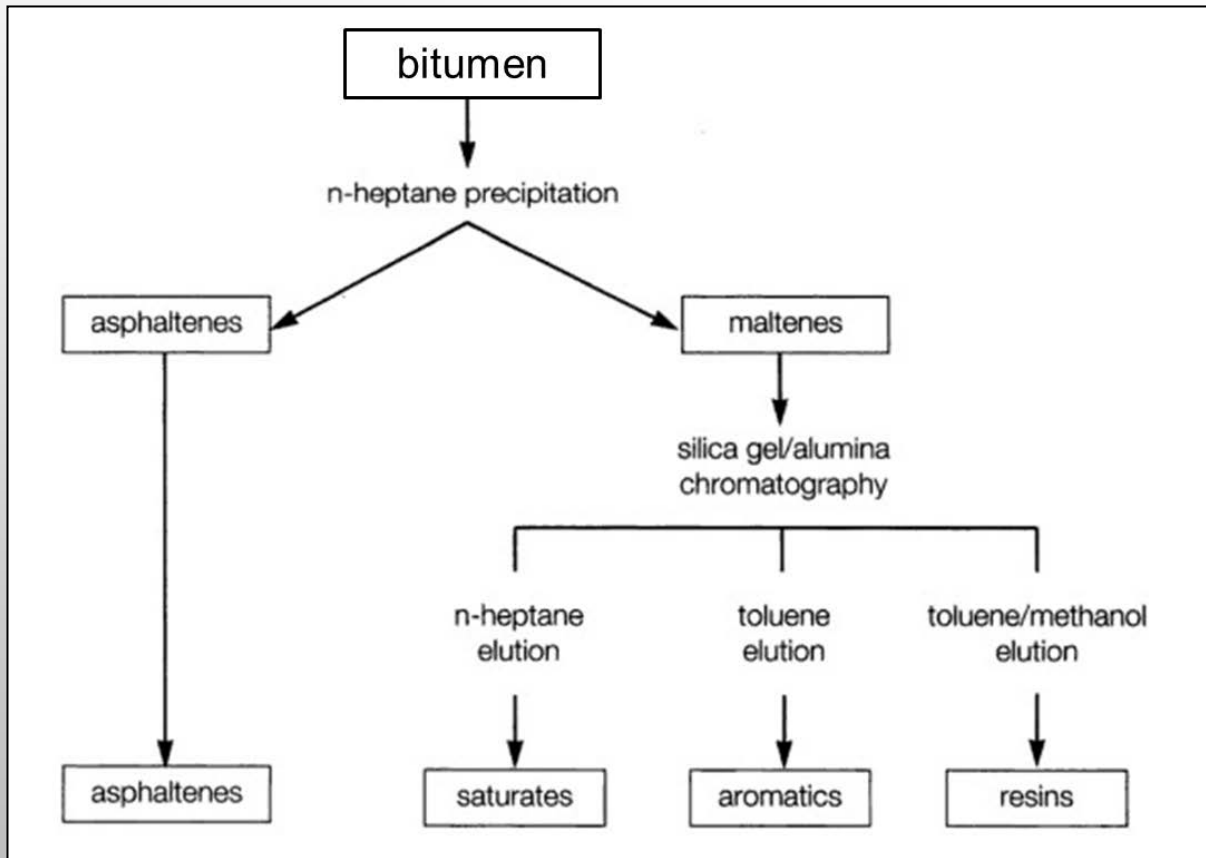 bitumen
n-heptane precipitation
asphaltenes
maltenes
silica gel/alumina
chromatography
n-heptane
elution
toluene
elution
toluene/methanol
elution
asphaltenes
saturates
aromatics
resins